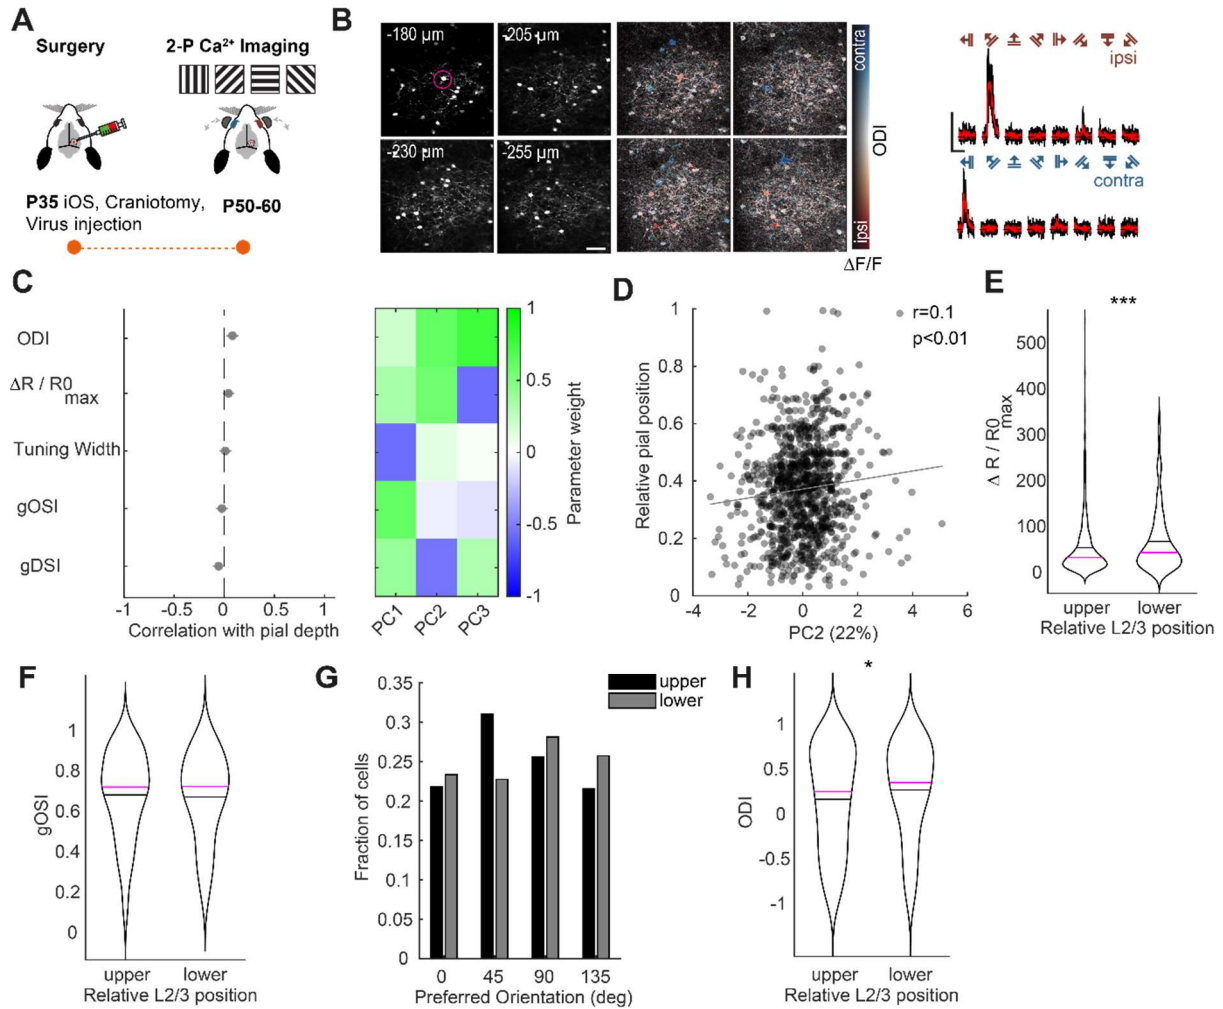 A
Surgery
2-P Ca²⁺ Imaging
P35 iOS, Craniotomy,
Virus injection
P50-60
B
-180 µm
-205 µm
-230 µm
-255 µm
contra
ODI
ipsi
ΔF/F
ipsi
contra
C
ODI
ΔR / R0max
Tuning Width
gOSI
gDSI
-1
-0.5
0
0.5
1
Correlation with pial depth
PC1
PC2
PC3
1
0.5
0
-0.5
-1
Parameter weight
D
1
0.8
0.6
0.4
0.2
0
Relative pial position
r=0.1
p<0.01
-2
0
2
4
6
PC2 (22%)
E
***
500
400
300
200
100
0
Δ R / R0max
upper
lower
Relative L2/3 position
F
1
0.8
0.6
0.4
0.2
0
gOSI
upper
lower
Relative L2/3 position
G
0.35
0.3
0.25
0.2
0.15
0.1
0.05
0
Fraction of cells
upper
lower
0
45
90
135
Preferred Orientation (deg)
H
*
1
0.5
0
-0.5
-1
ODI
upper
lower
Relative L2/3 position